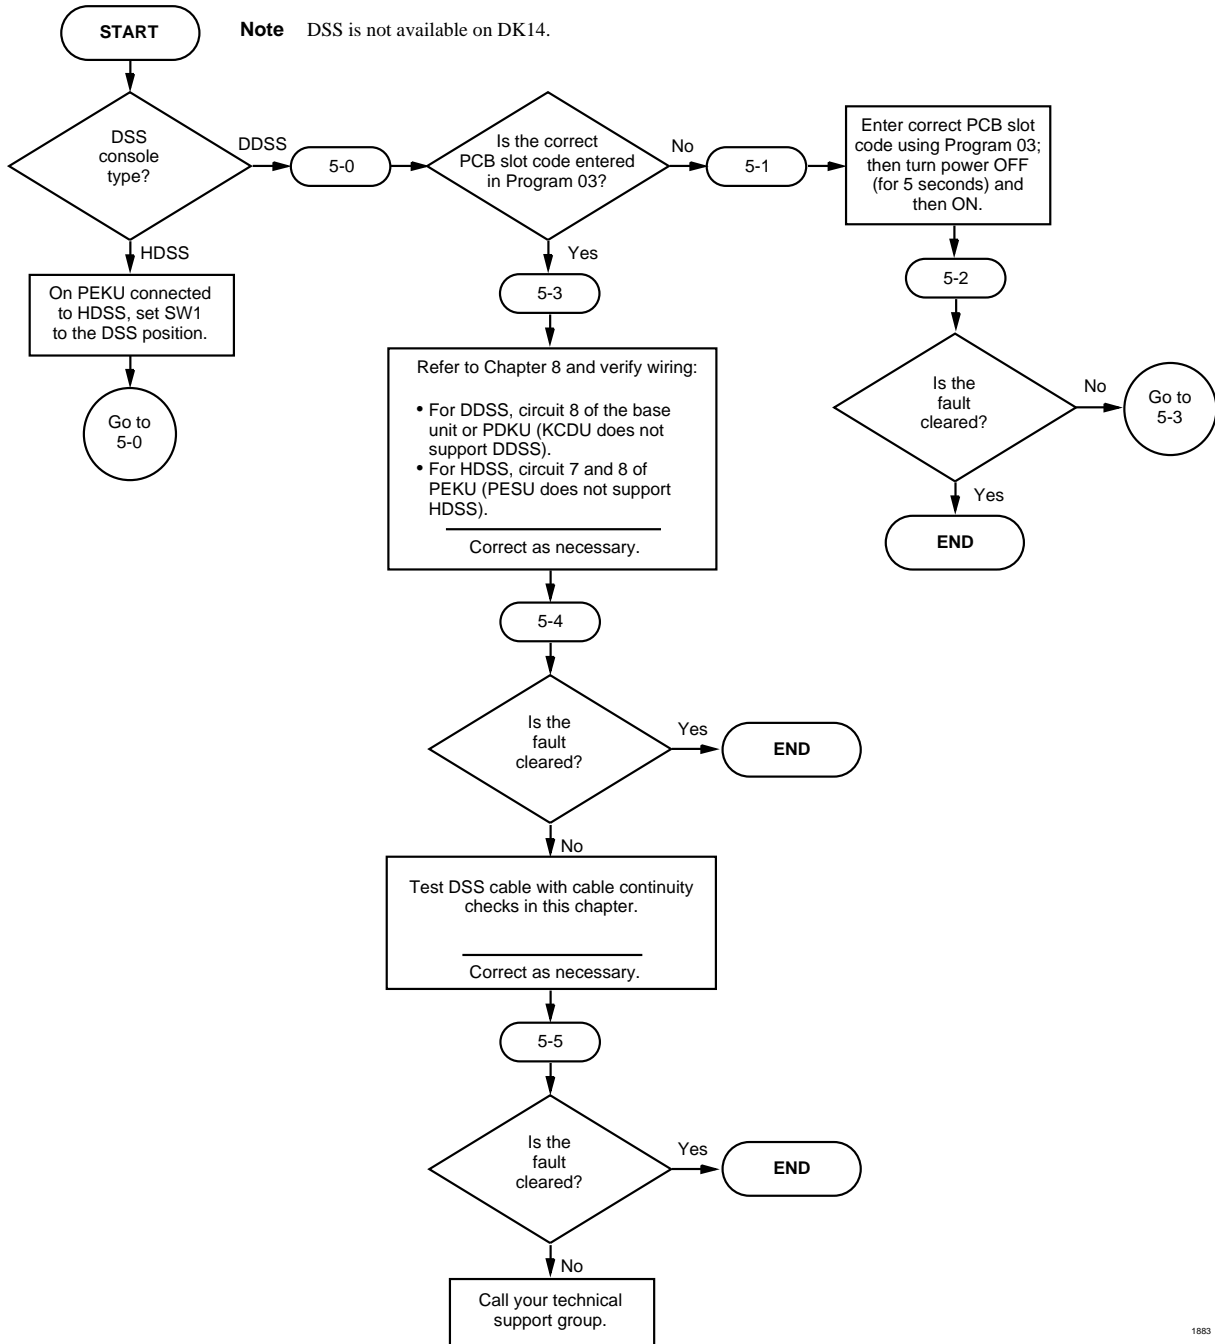 START
Note DSS is not available on DK14.
DSS
console
type?
DDSS
5-0
Is the correct
PCB slot code entered
in Program 03?
No
5-1
Enter correct PCB slot
code using Program 03;
then turn power OFF
(for 5 seconds) and
then ON.
HDSS
On PEKU connected
to HDSS, set SW1
to the DSS position.
Go to
5-0
Yes
5-3
Refer to Chapter 8 and verify wiring:
• For DDSS, circuit 8 of the base
unit or PDKU (KCDU does not
support DDSS).
• For HDSS, circuit 7 and 8 of
PEKU (PESU does not support
HDSS).
Correct as necessary.
5-2
Is the
fault
cleared?
No
Go to
5-3
Yes
END
5-4
Is the
fault
cleared?
Yes
END
No
Test DSS cable with cable continuity
checks in this chapter.
Correct as necessary.
5-5
Is the
fault
cleared?
Yes
END
No
Call your technical
support group.
1883